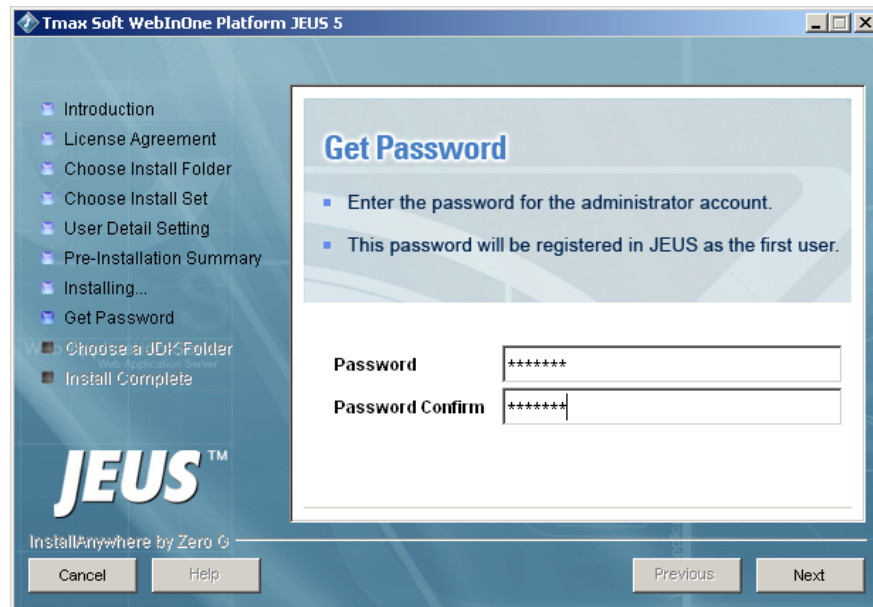 Tmax Soft WebInOne Platform JEUS 5
Introduction
License Agreement
Choose Install Folder
Choose Install Set
User Detail Setting
Pre-Installation Summary
Installing...
Get Password
Choose a JDK Folder
Web Application Server
Install Complete
JEUS™
Get Password
Enter the password for the administrator account.
This password will be registered in JEUS as the first user.
Password *******
Password Confirm *******
InstallAnywhere by Zero G
Cancel Help Previous Next